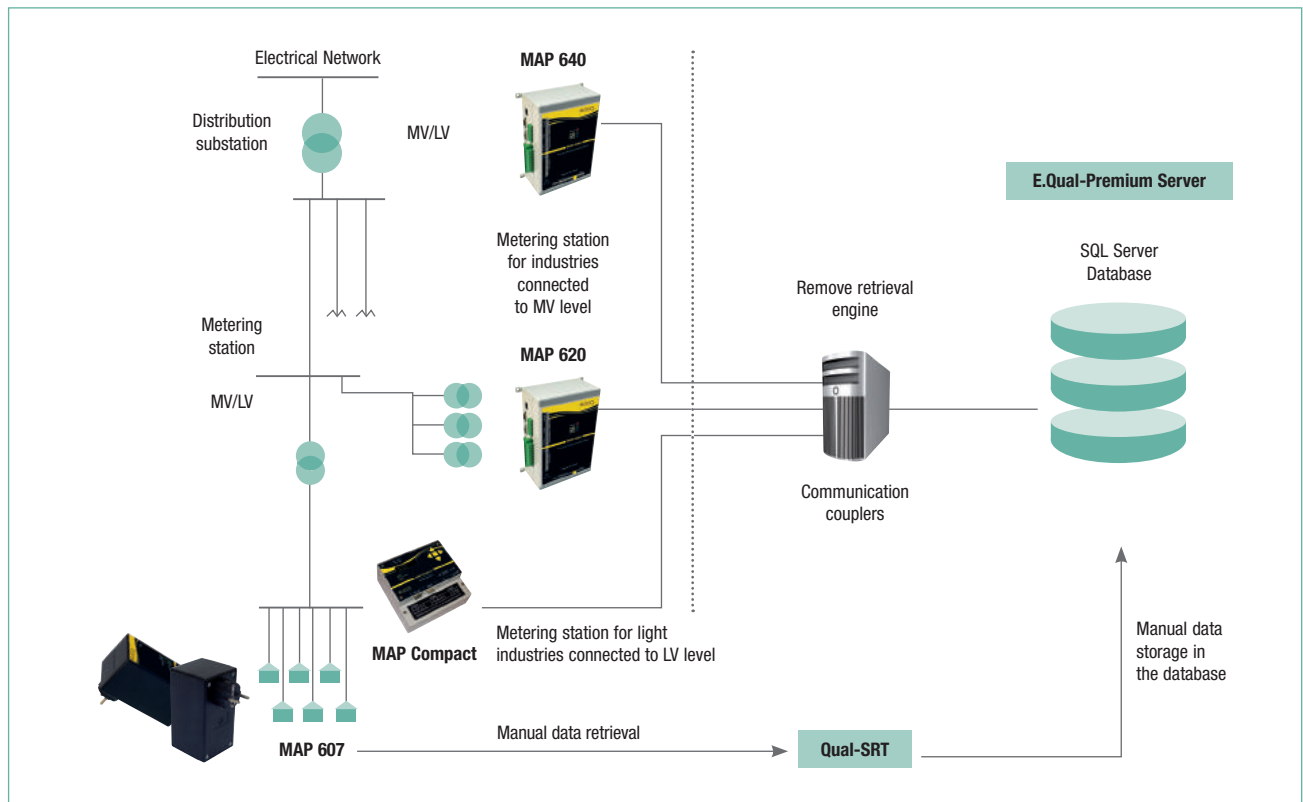 Electrical Network
MAP 640
Distribution
substation
MV/LV
E.Qual-Premium Server
Metering station
for industries
connected
to MV level
SQL Server
Database
Remove retrieval
engine
Metering
station
MAP 620
MV/LV
Communication
couplers
MAP Compact
Metering station for light
industries connected to LV level
Manual data
storage in
the database
MAP 607
Manual data retrieval
Qual-SRT